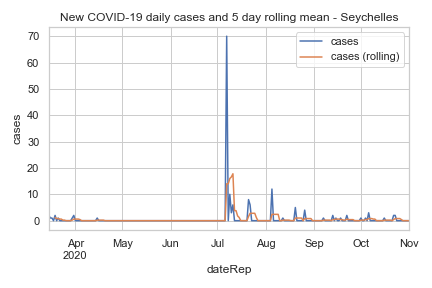 New COVID-19 daily cases and 5 day rolling mean - Seychelles
cases
cases (rolling)
70
60
50
40
30
20
10
0
cases
Apr May Jun Jul Aug Sep Oct Nov
2020
dateRep